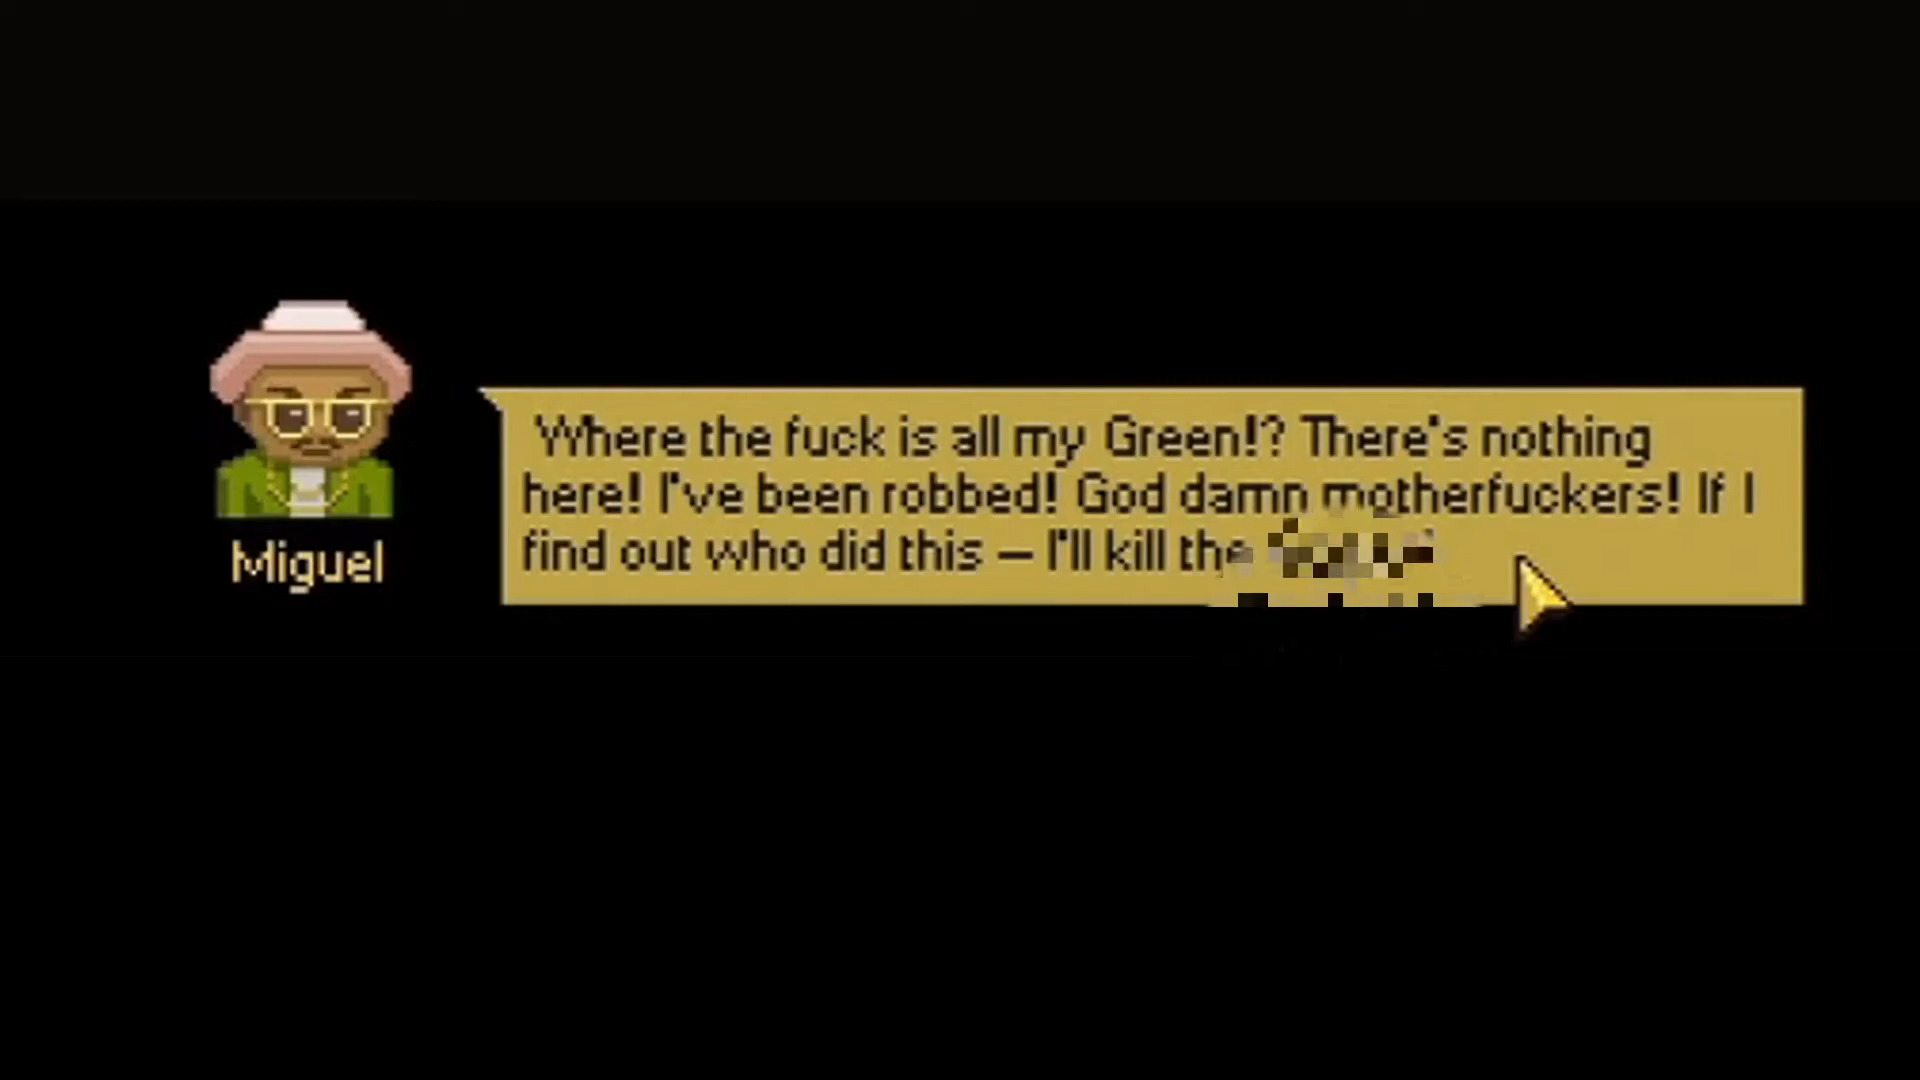 Miguel
Where the fuck is all my Green!? There's nothing
here! I've been robbed! God damn motherfuckers! If I
find out who did this – I'll kill the